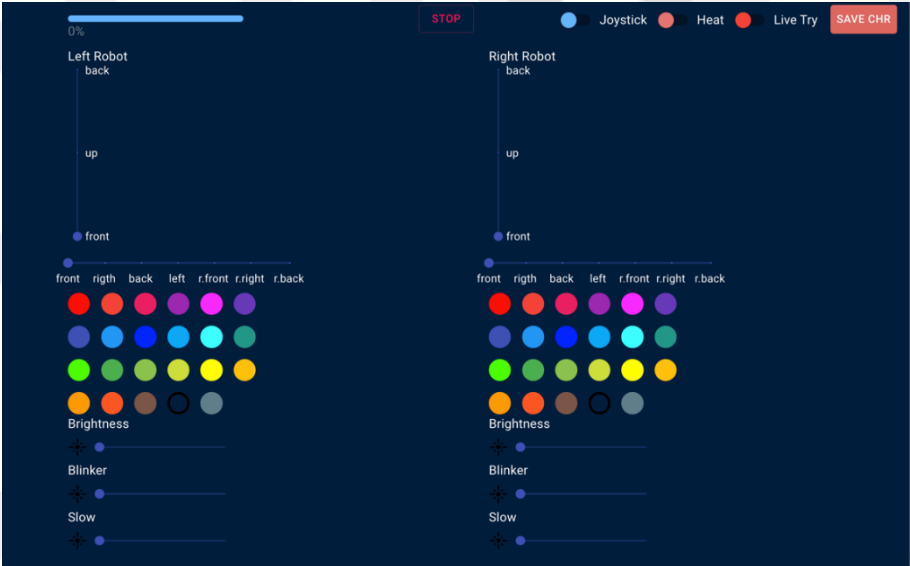 0%
STOP
Joystick
Heat
Live Try
SAVE CHR
Left Robot
back
up
front
front rigth back left r.front r.right r.back
Brightness
Blinker
Slow
Right Robot
back
up
front
front rigth back left r.front r.right r.back
Brightness
Blinker
Slow